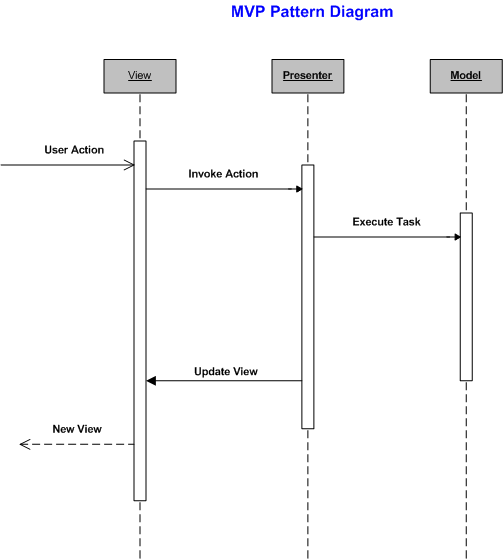 MVP Pattern Diagram
View
Presenter
Model
User Action
Invoke Action
Execute Task
Update View
New View